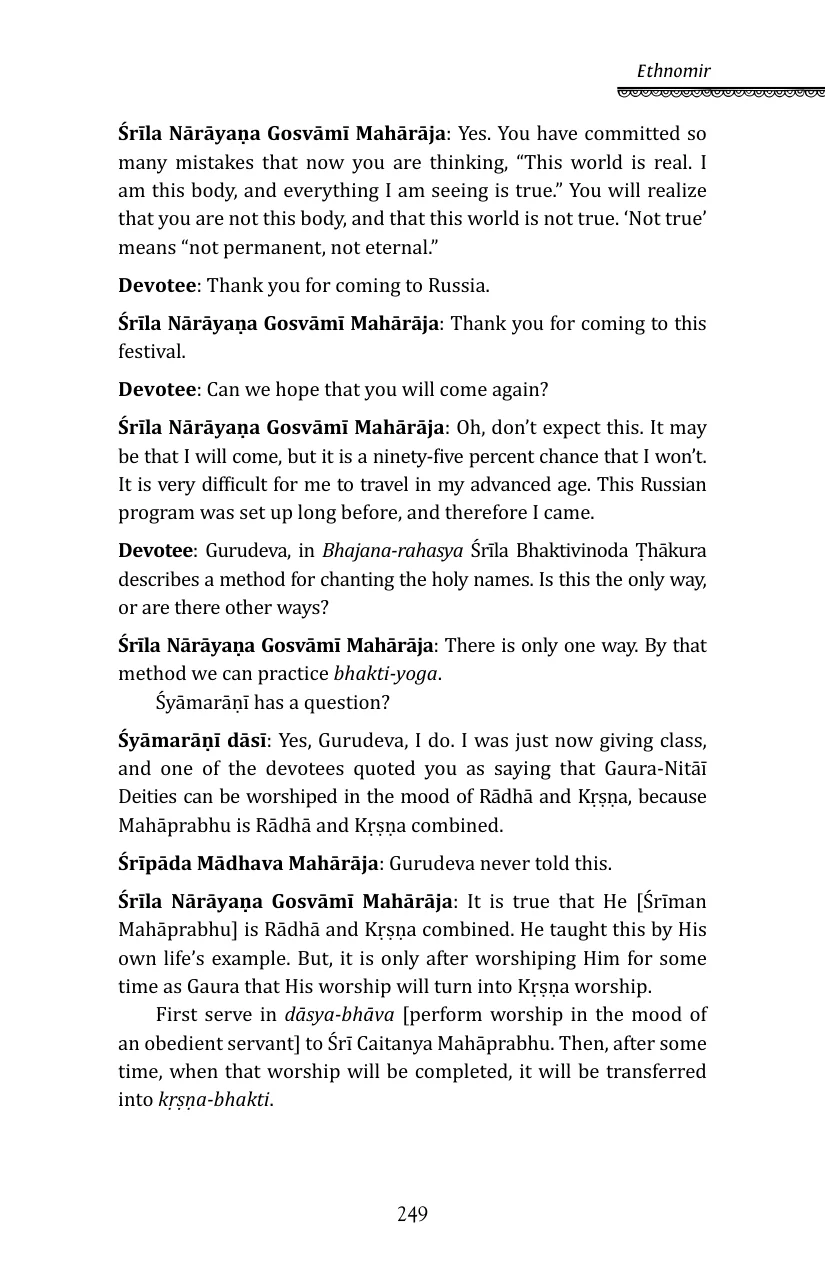 Ethnomir
Śrīla Nārāyaṇa Gosvāmī Mahārāja: Yes. You have committed so
many mistakes that now you are thinking, “This world is real. I
am this body, and everything I am seeing is true.” You will realize
that you are not this body, and that this world is not true. ‘Not true’
means “not permanent, not eternal.”
Devotee: Thank you for coming to Russia.
Śrīla Nārāyaṇa Gosvāmī Mahārāja: Thank you for coming to this
festival.
Devotee: Can we hope that you will come again?
Śrīla Nārāyaṇa Gosvāmī Mahārāja: Oh, don’t expect this. It may
be that I will come, but it is a ninety-five percent chance that I won’t.
It is very difficult for me to travel in my advanced age. This Russian
program was set up long before, and therefore I came.
Devotee: Gurudeva, in Bhajana-rahasya Śrīla Bhaktivinoda Ṭhākura
describes a method for chanting the holy names. Is this the only way,
or are there other ways?
Śrīla Nārāyaṇa Gosvāmī Mahārāja: There is only one way. By that
method we can practice bhakti-yoga.
Śyāmarāṇī has a question?
Śyāmarāṇī dāsī: Yes, Gurudeva, I do. I was just now giving class,
and one of the devotees quoted you as saying that Gaura-Nitāī
Deities can be worshiped in the mood of Rādhā and Kṛṣṇa, because
Mahāprabhu is Rādhā and Kṛṣṇa combined.
Śrīpāda Mādhava Mahārāja: Gurudeva never told this.
Śrīla Nārāyaṇa Gosvāmī Mahārāja: It is true that He [Śrīman
Mahāprabhu] is Rādhā and Kṛṣṇa combined. He taught this by His
own life’s example. But, it is only after worshiping Him for some
time as Gaura that His worship will turn into Kṛṣṇa worship.
First serve in dāsya-bhāva [perform worship in the mood of
an obedient servant] to Śrī Caitanya Mahāprabhu. Then, after some
time, when that worship will be completed, it will be transferred
into kṛṣṇa-bhakti.
249